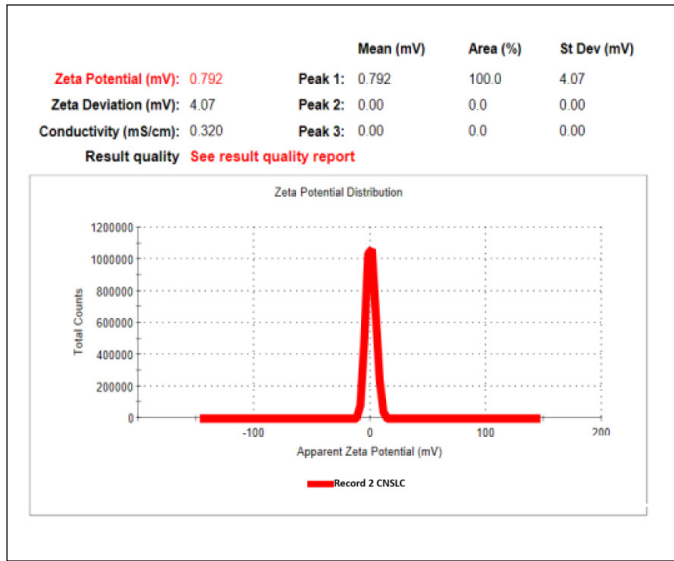 Mean (mV) Area (%) St Dev (mV)
Zeta Potential (mV): 0.792 Peak 1: 0.792 100.0 4.07
Zeta Deviation (mV): 4.07 Peak 2: 0.00 0.0 0.00
Conductivity (mS/cm): 0.320 Peak 3: 0.00 0.0 0.00
Result quality See result quality report
Zeta Potential Distribution
1200000
1000000
800000
600000
400000
200000
0
Total Counts
-100 0 100 200
Apparent Zeta Potential (mV)
Record 2 CNSLC